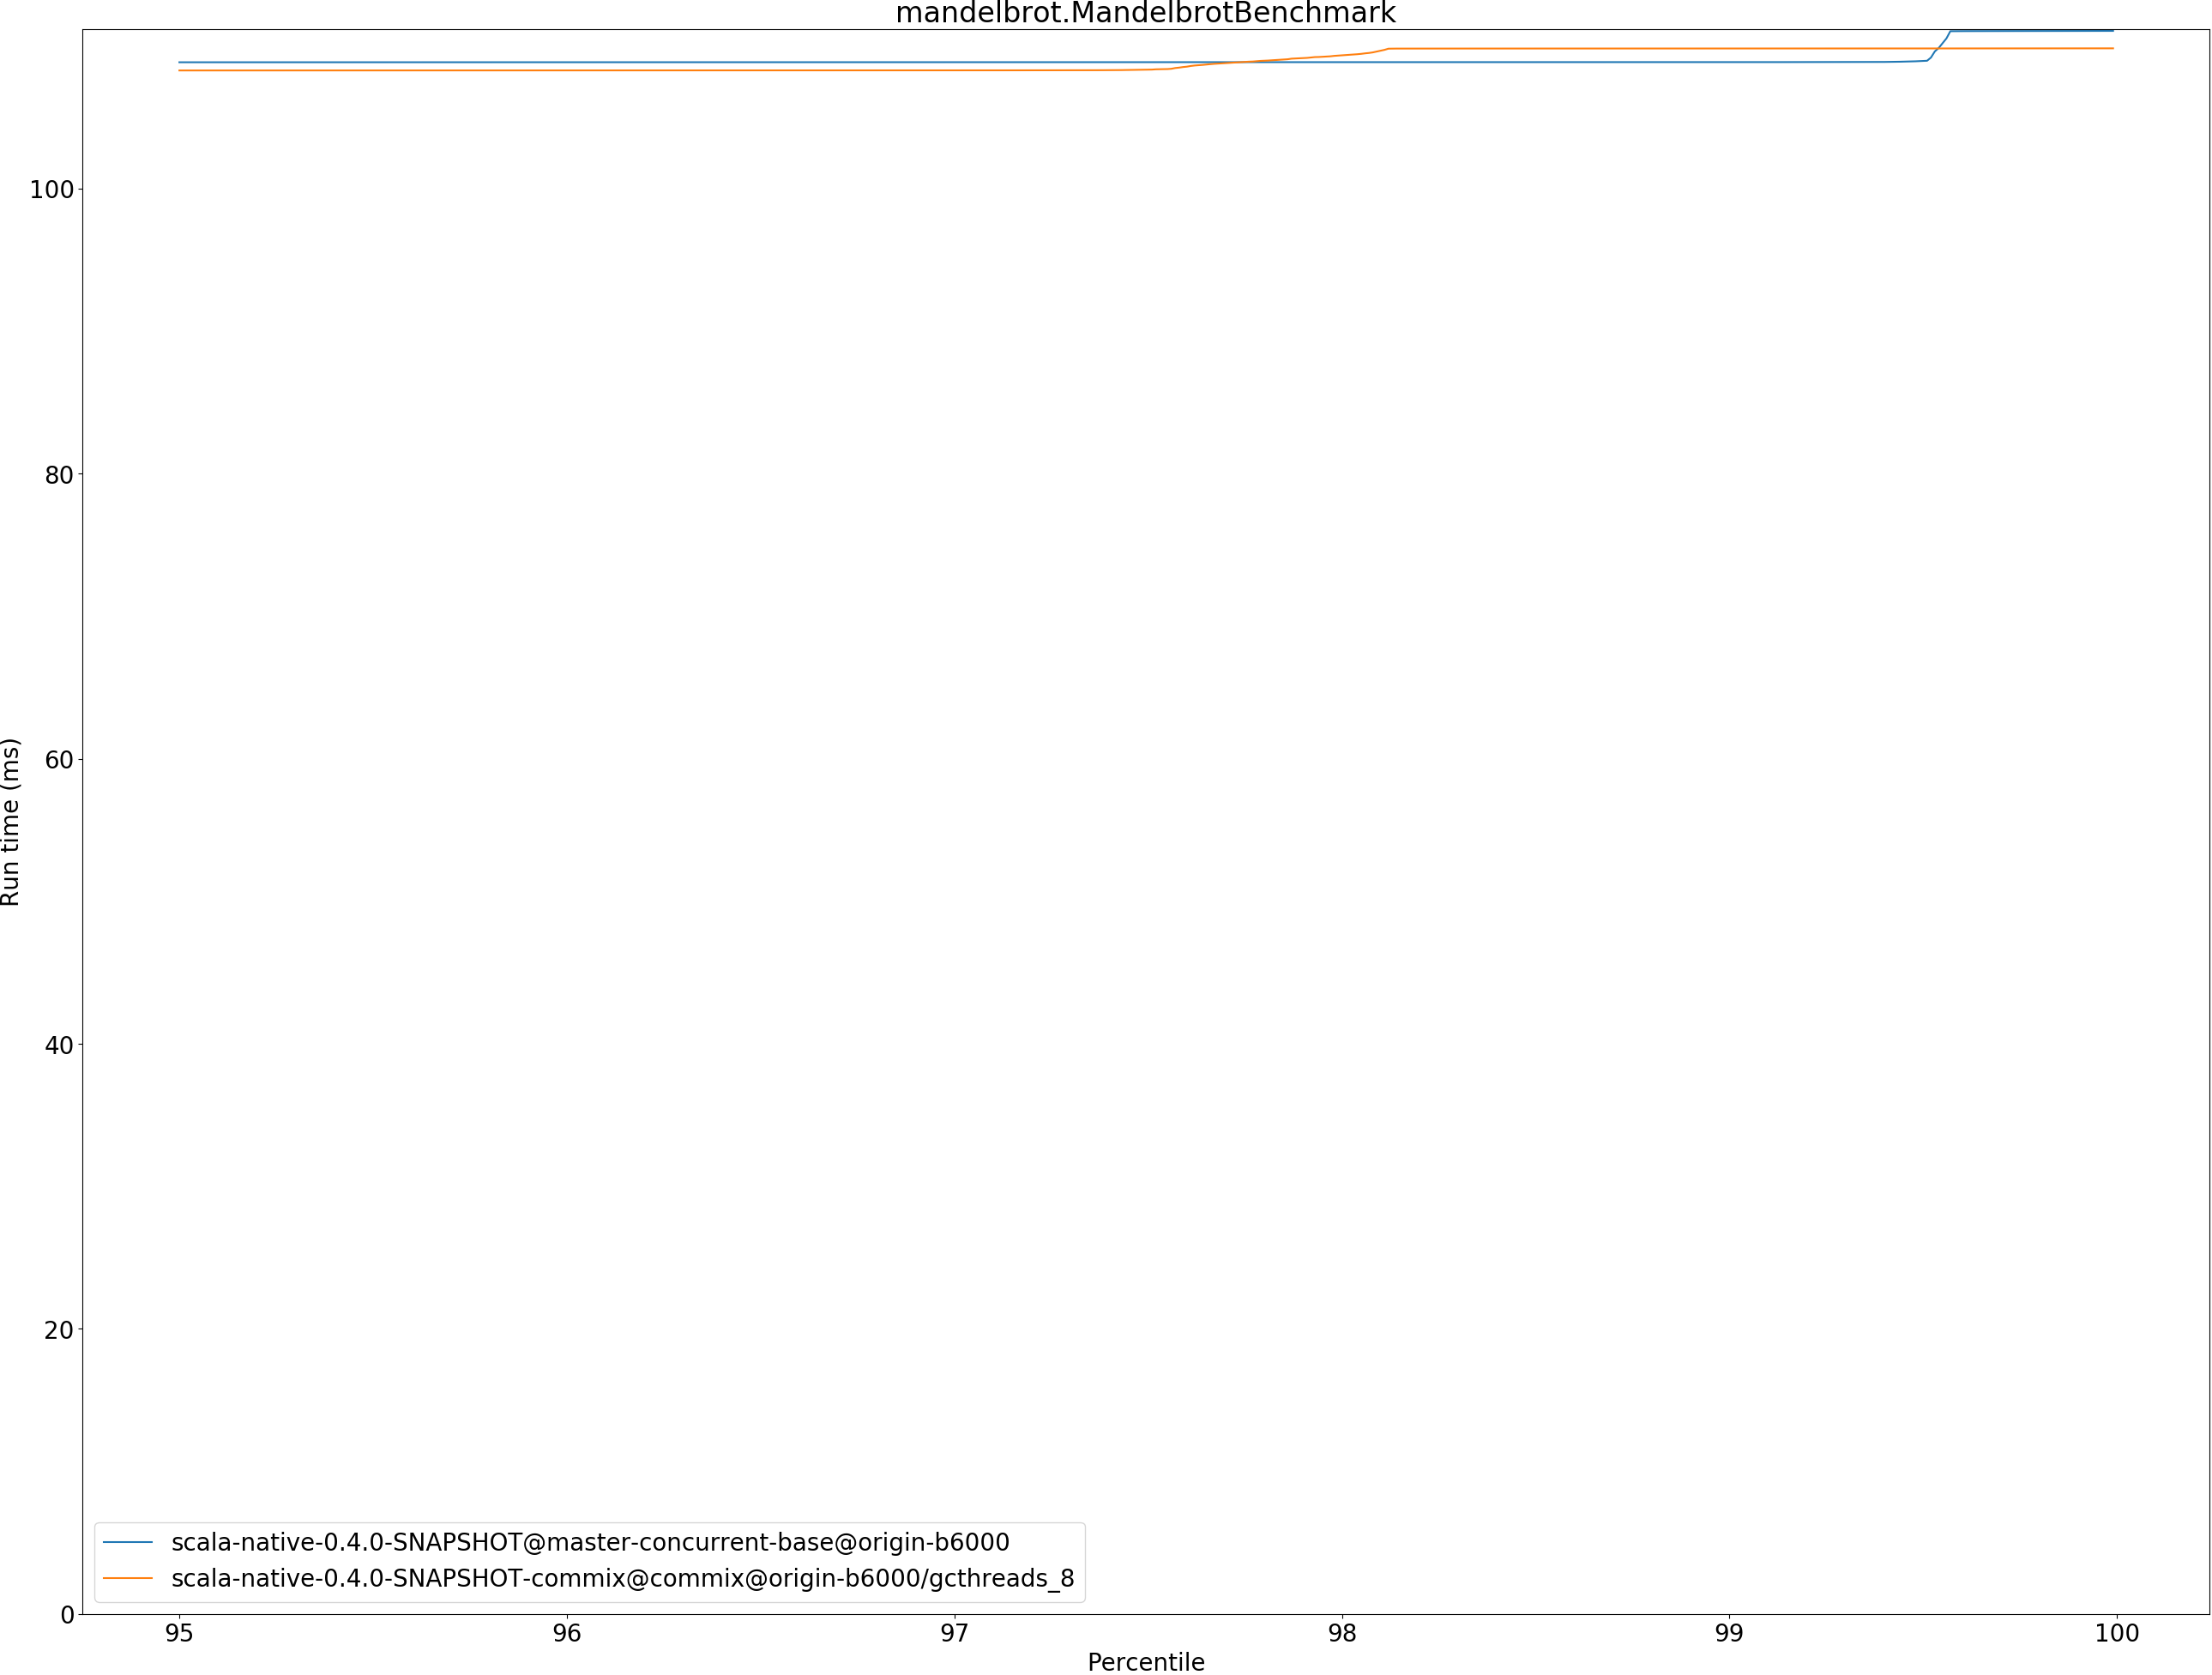 mandelbrot.MandelbrotBenchmark
100
80
60
40
20
0
Run time (ms)
95 96 97 98 99 100
Percentile
scala-native-0.4.0-SNAPSHOT@master-concurrent-base@origin-b6000
scala-native-0.4.0-SNAPSHOT-commix@commix@origin-b6000/gcthreads_8